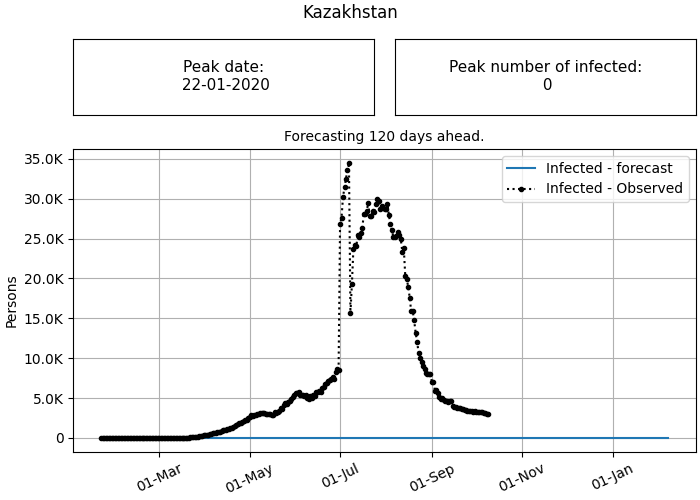 Kazakhstan
Peak date:
22-01-2020
Peak number of infected:
0
Forecasting 120 days ahead.
35.0K
30.0K
25.0K
20.0K
15.0K
10.0K
5.0K
0
Persons
Infected - forecast
Infected - Observed
01-Mar
01-May
01-Jul
01-Sep
01-Nov
01-Jan